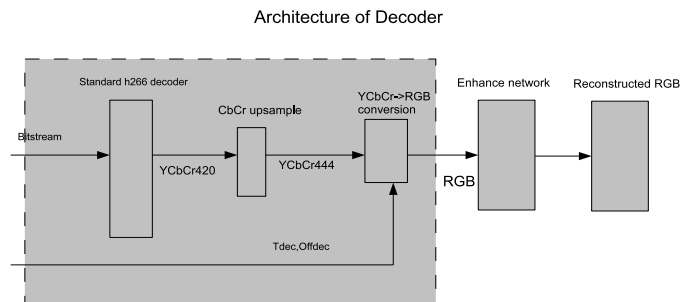 Architecture of Decoder
Standard h266 decoder
CbCr upsample
YCbCr->RGB
conversion
Enhance network
Reconstructed RGB
Bitstream
YCbCr420
YCbCr444
RGB
Tdec,Offdec